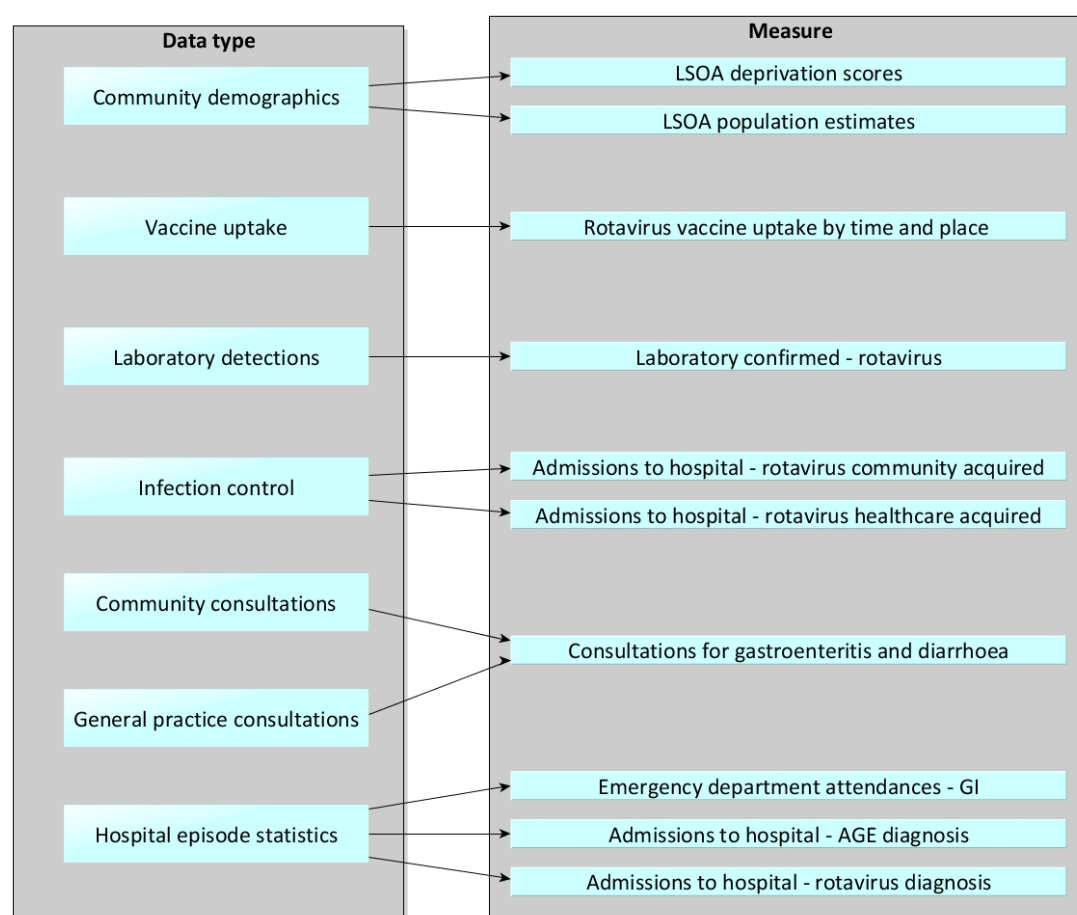 Data type
Community demographics
Vaccine uptake
Laboratory detections
Infection control
Community consultations
General practice consultations
Hospital episode statistics
Measure
LSOA deprivation scores
LSOA population estimates
Rotavirus vaccine uptake by time and place
Laboratory confirmed - rotavirus
Admissions to hospital - rotavirus community acquired
Admissions to hospital - rotavirus healthcare acquired
Consultations for gastroenteritis and diarrhoea
Emergency department attendances - GI
Admissions to hospital - AGE diagnosis
Admissions to hospital - rotavirus diagnosis